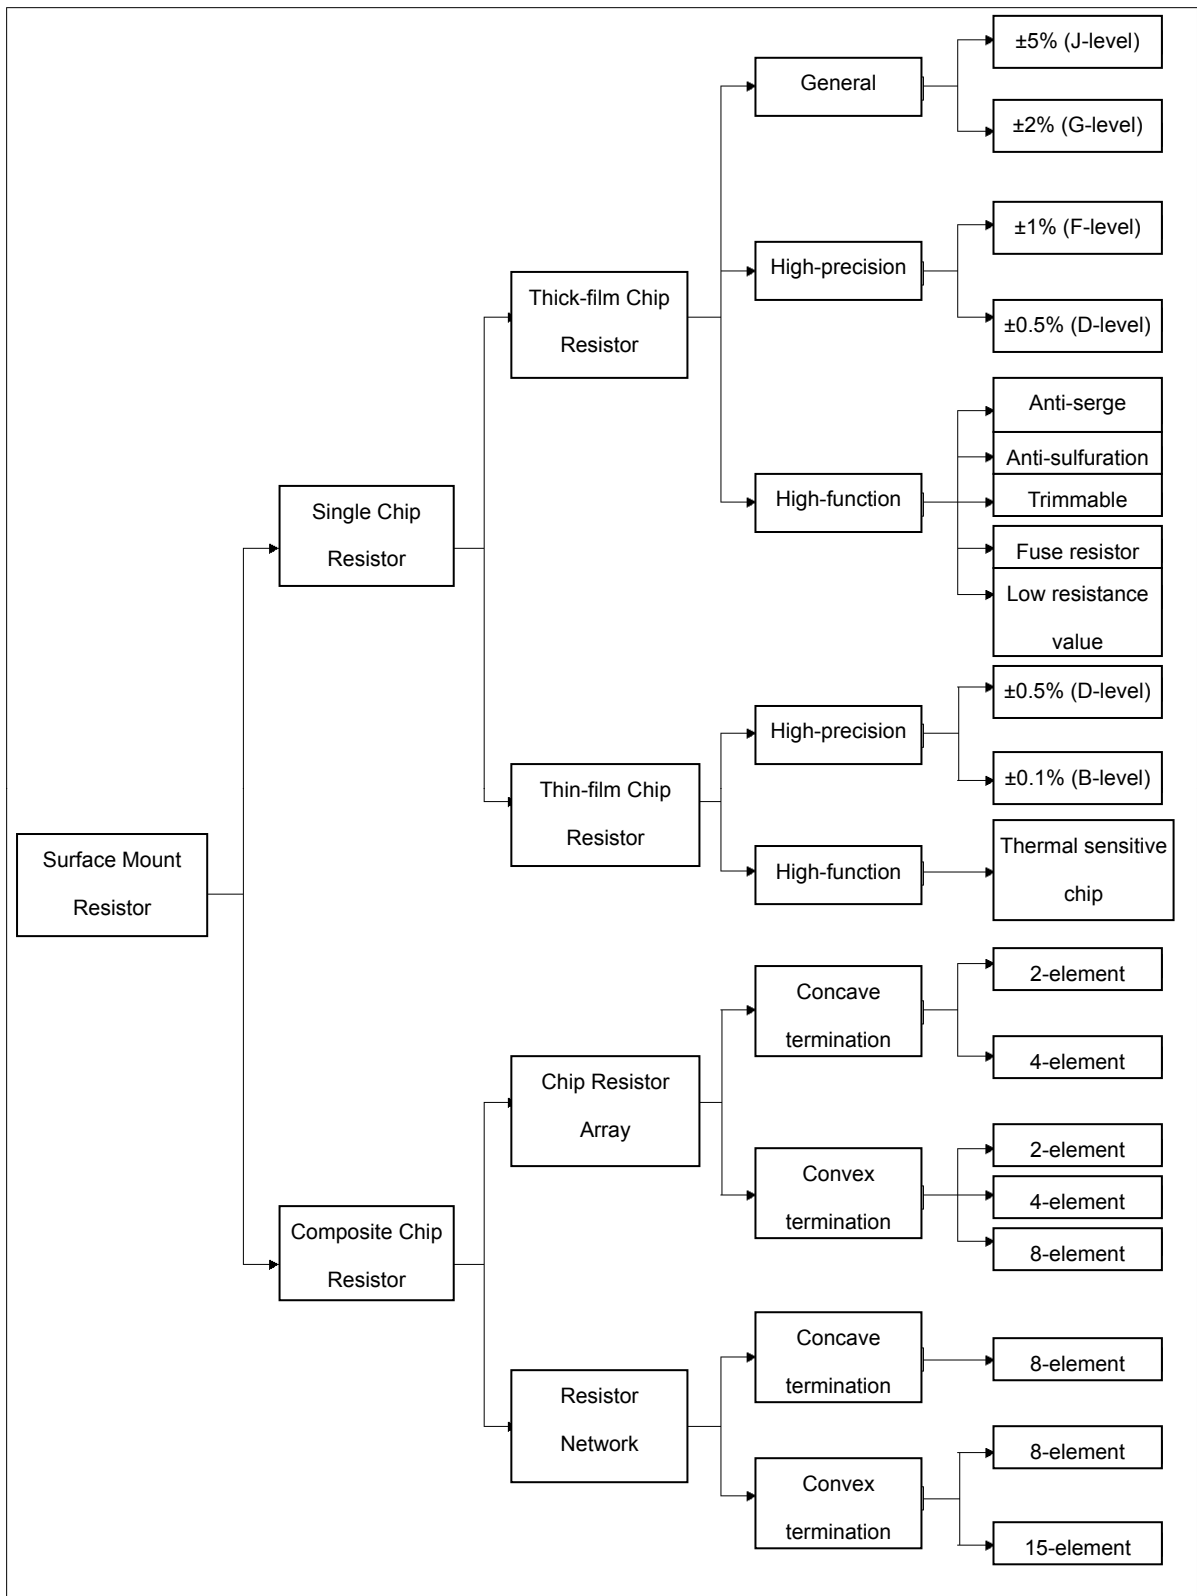 ±5% (J-level)
General
±2% (G-level)
±1% (F-level)
High-precision
Thick-film Chip
Resistor
±0.5% (D-level)
Anti-serge
Anti-sulfuration
High-function
Trimmable
Single Chip
Resistor
Fuse resistor
Low resistance
value
±0.5% (D-level)
High-precision
Thin-film Chip
Resistor
±0.1% (B-level)
Surface Mount
Resistor
High-function
Thermal sensitive
chip
Concave
termination
2-element
4-element
Chip Resistor
Array
2-element
Convex
termination
4-element
8-element
Composite Chip
Resistor
Concave
termination
8-element
Resistor
Network
8-element
Convex
termination
15-element